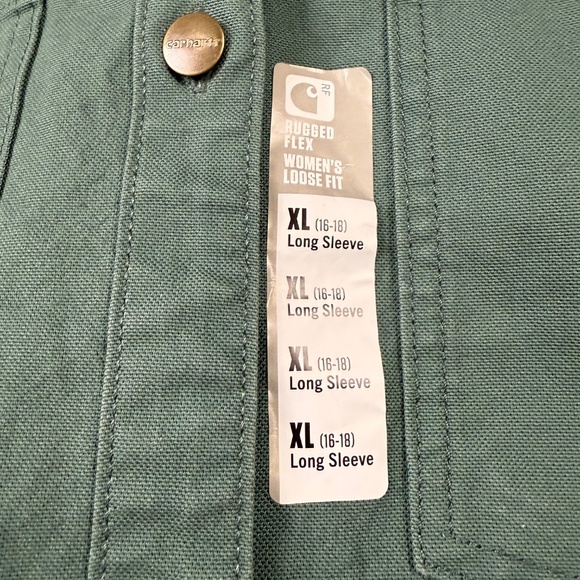 carhartt
RF
RUGGED
FLEX
WOMEN'S
LOOSE FIT
XL (16-18)
Long Sleeve
XL (16-18)
Long Sleeve
XL (16-18)
Long Sleeve
XL (16-18)
Long Sleeve